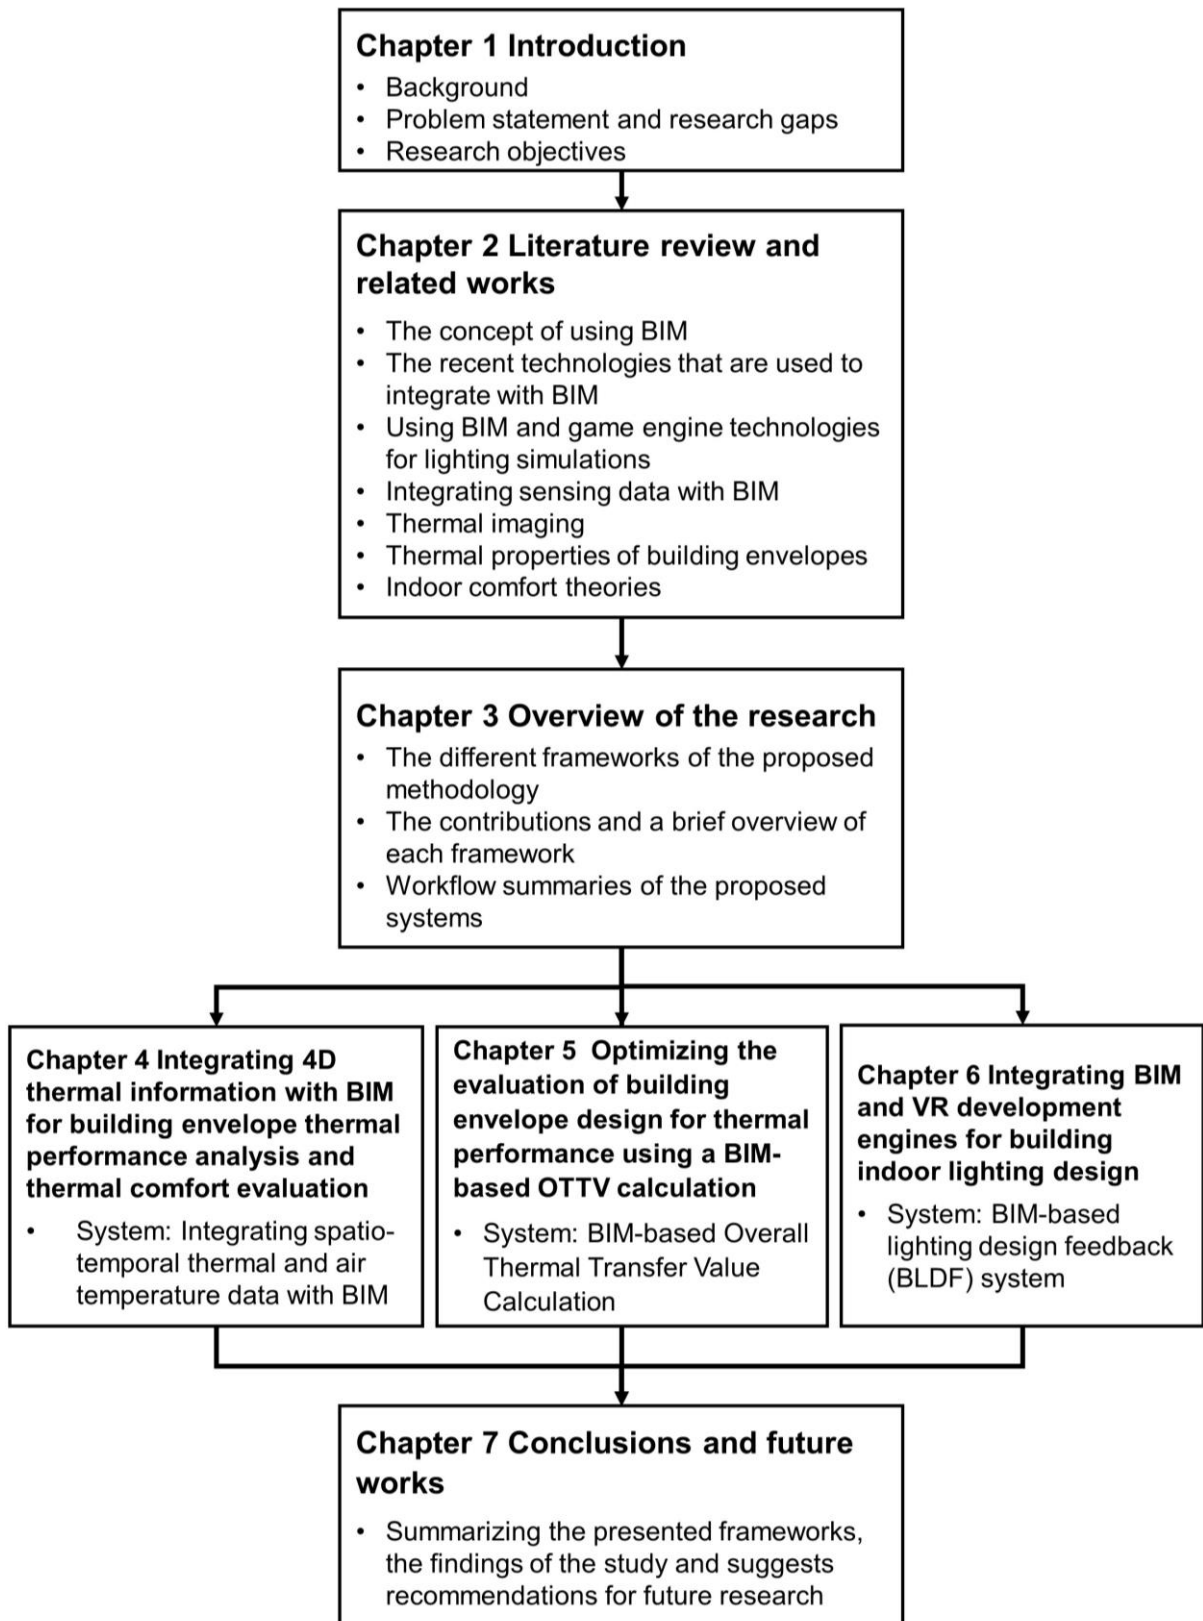 Chapter 1 Introduction
• Background
• Problem statement and research gaps
• Research objectives
Chapter 2 Literature review and
related works
• The concept of using BIM
• The recent technologies that are used to
integrate with BIM
• Using BIM and game engine technologies
for lighting simulations
• Integrating sensing data with BIM
• Thermal imaging
• Thermal properties of building envelopes
• Indoor comfort theories
Chapter 3 Overview of the research
• The different frameworks of the proposed
methodology
• The contributions and a brief overview of
each framework
• Workflow summaries of the proposed
systems
Chapter 4 Integrating 4D
thermal information with BIM
for building envelope thermal
performance analysis and
thermal comfort evaluation
• System: Integrating spatio-
temporal thermal and air
temperature data with BIM
Chapter 5 Optimizing the
evaluation of building
envelope design for thermal
performance using a BIM-
based OTTV calculation
• System: BIM-based Overall
Thermal Transfer Value
Calculation
Chapter 6 Integrating BIM
and VR development
engines for building
indoor lighting design
• System: BIM-based
lighting design feedback
(BLDF) system
Chapter 7 Conclusions and future
works
• Summarizing the presented frameworks,
the findings of the study and suggests
recommendations for future research